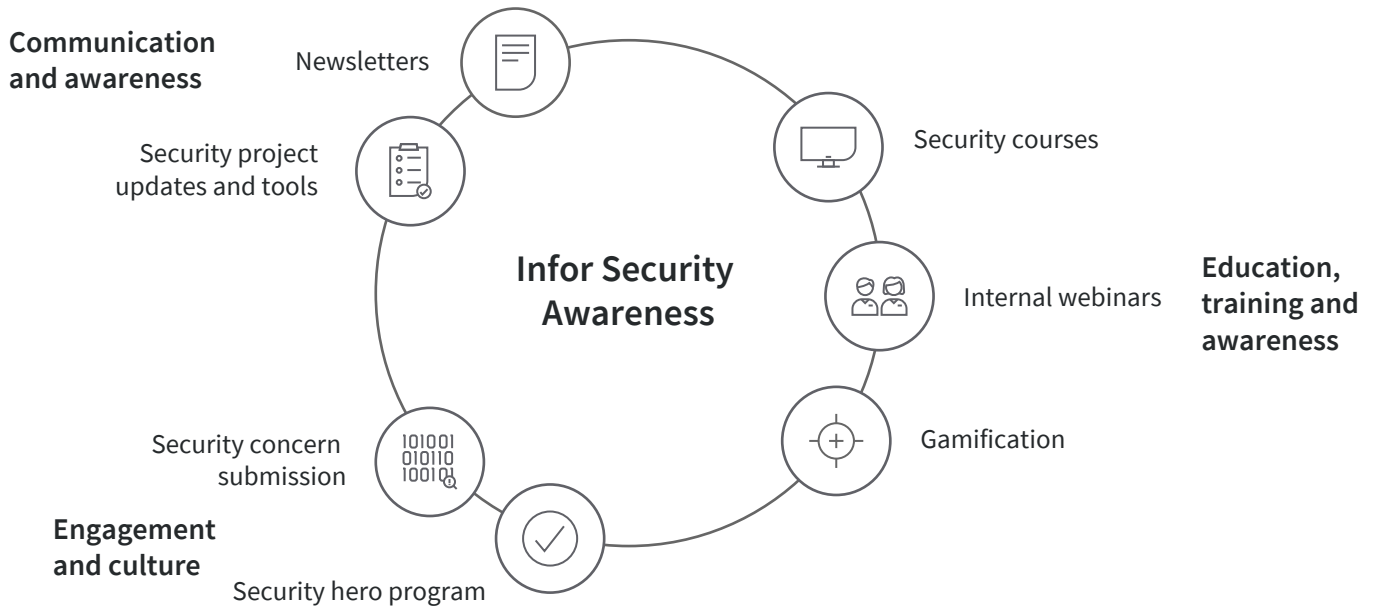 Communication
and awareness
Newsletters
Security project
updates and tools
Security courses
Infor Security
Awareness
Internal webinars
Education,
training and
awareness
Gamification
Security concern
submission
101001
010110
10010
Engagement
and culture
Security hero program